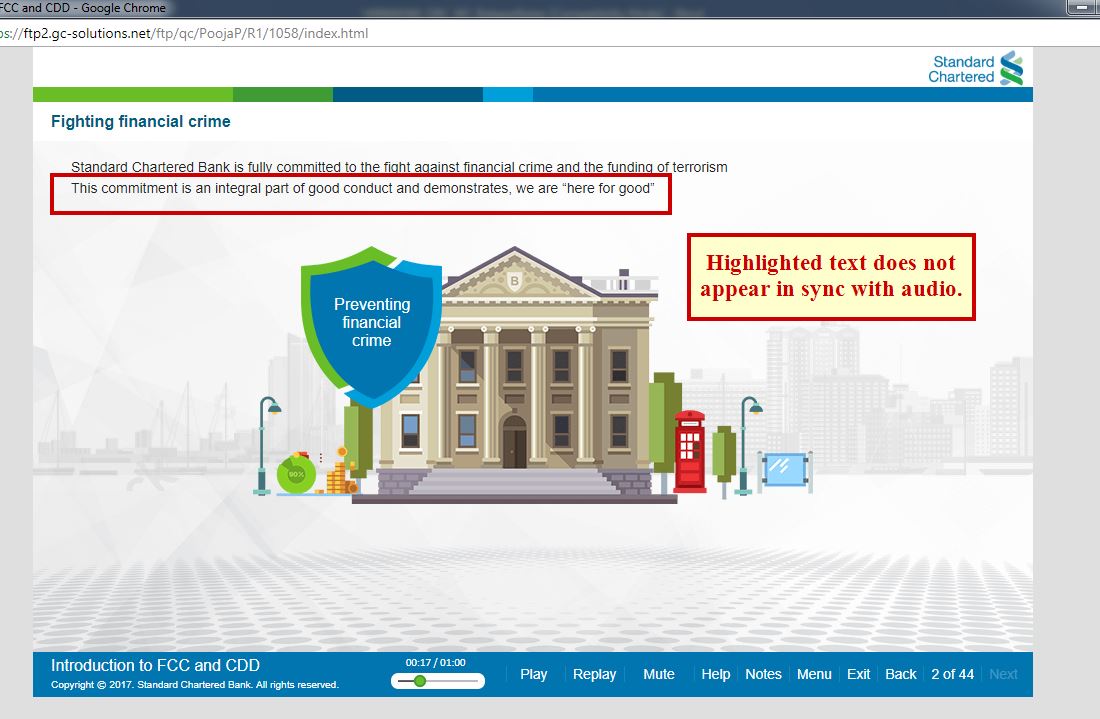 FCC and CDD - Google Chrome
ps://ftp2.gc-solutions.net/ftp/qc/PoojaP/R1/1058/index.html
Standard
Chartered
Fighting financial crime
Standard Chartered Bank is fully committed to the fight against financial crime and the funding of terrorism
This commitment is an integral part of good conduct and demonstrates, we are “here for good”
Highlighted text does not
appear in sync with audio.
B
Preventing
financial
crime
90%
Introduction to FCC and CDD
Copyright © 2017. Standard Chartered Bank. All rights reserved.
00:17 / 01:00
Play Replay Mute Help Notes Menu Exit Back 2 of 44 Next